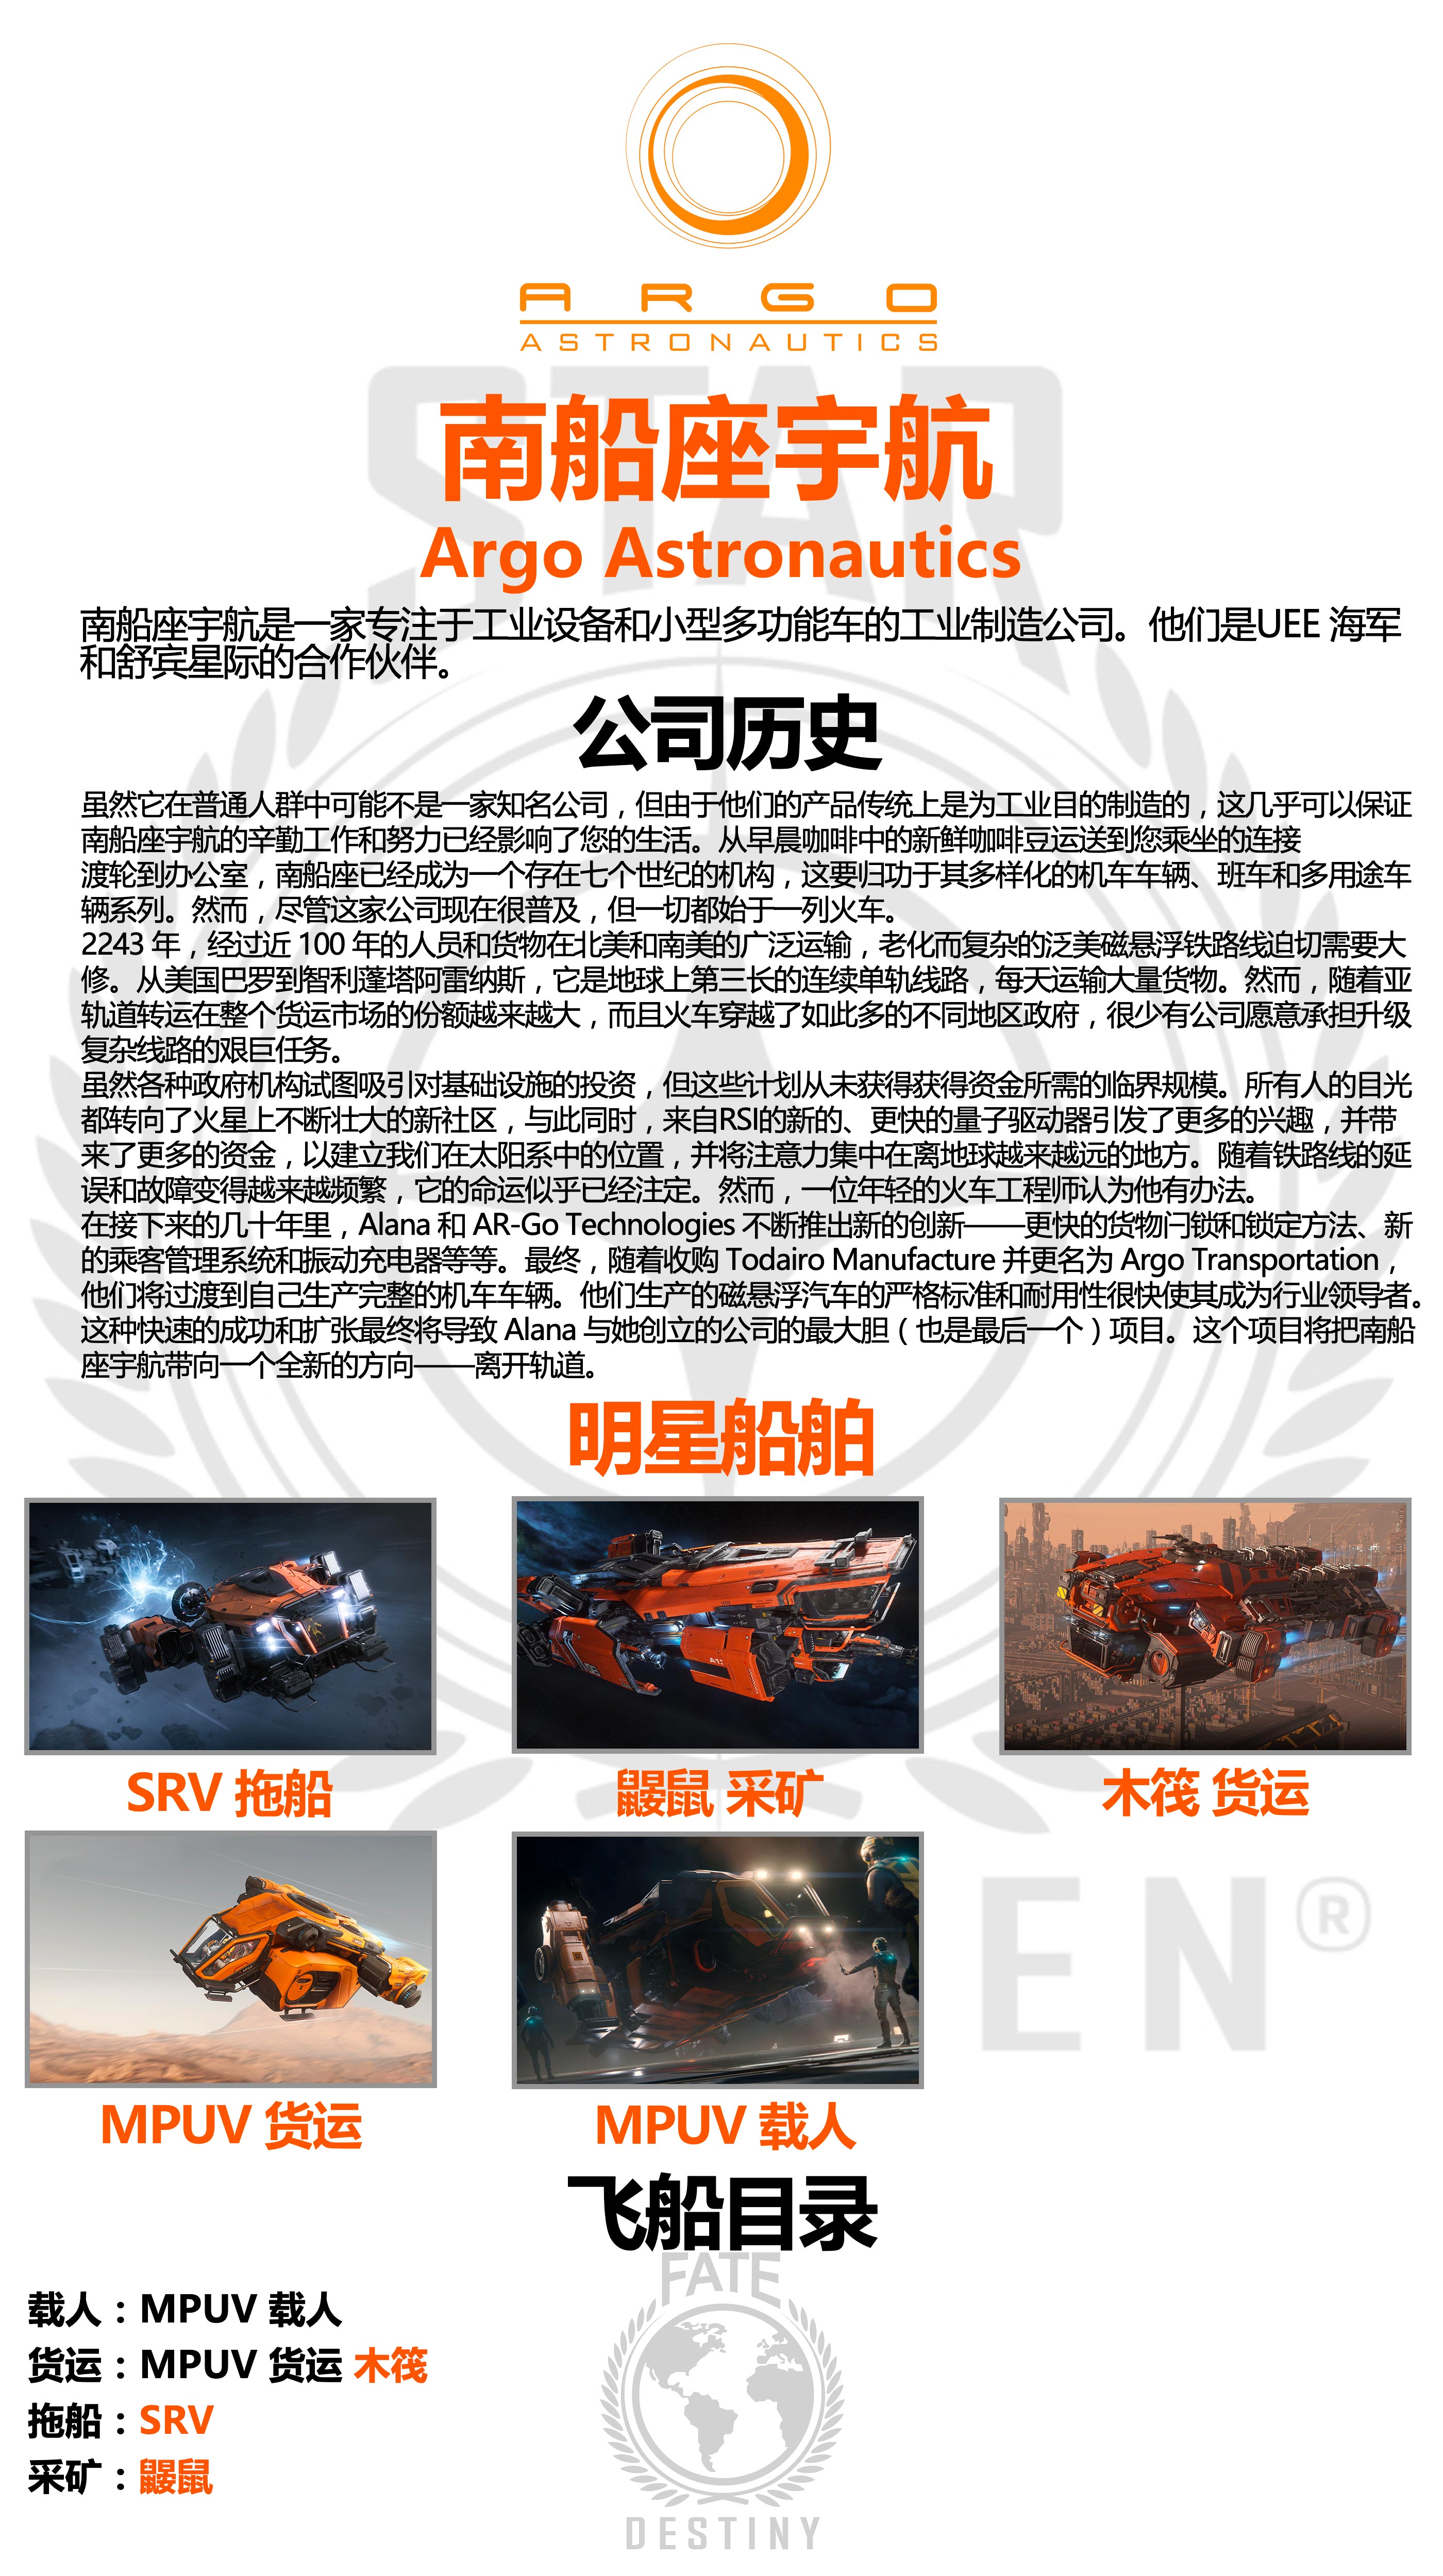 ARGO
ASTRONAUTICS
STAR
南船座宇航
Argo Astronautics
南船座宇航是一家专注于工业设备和小型多功能车的工业制造公司。他们是UEE 海军
和舒宾星际的合作伙伴。
公司历史
虽然它在普通人群中可能不是一家知名公司，但由于他们的产品传统上是为工业目的制造的，这几乎可以保证
南船座宇航的辛勤工作和努力已经影响了您的生活。从早晨咖啡中的新鲜咖啡豆运送到您乘坐的连接
渡轮到办公室，南船座已经成为一个存在七个世纪的机构，这要归功于其多样化的机车车辆、班车和多用途车
辆系列。然而，尽管这家公司现在很普及，但一切都始于一列火车。
2243 年，经过近 100 年的人员和货物在北美和南美的广泛运输，老化而复杂的泛美磁悬浮铁路线迫切需要大
修。从美国巴罗到智利蓬塔阿雷纳斯，它是地球上第三长的连续单轨线路，每天运输大量货物。然而，随着亚
轨道转运在整个货运市场的份额越来越大，而且火车穿越了如此多的不同地区政府，很少有公司愿意承担升级
复杂线路的艰巨任务。
虽然各种政府机构试图吸引对基础设施的投资，但这些计划从未获得获得资金所需的临界规模。所有人的目光
都转向了火星上不断壮大的新社区，与此同时，来自RSI的新的、更快的量子驱动器引发了更多的兴趣，并带
来了更多的资金，以建立我们在太阳系中的位置，并将注意力集中在离地球越来越远的地方。随着铁路线的延
误和故障变得越来越频繁，它的命运似乎已经注定。然而，一位年轻的火车工程师认为他有办法。
在接下来的几十年里，Alana 和 AR-Go Technologies 不断推出新的创新——更快的货物闩锁和锁定方法、新
的乘客管理系统和振动充电器等等。最终，随着收购 Todairo Manufacture 并更名为 Argo Transportation，
他们将过渡到自己生产完整的机车车辆。他们生产的磁悬浮汽车的严格标准和耐用性很快使其成为行业领导者。
这种快速的成功和扩张最终将导致 Alana 与她创立的公司的最大胆（也是最后一个）项目。这个项目将把南船
座宇航带向一个全新的方向——离开轨道。
明星船舶
SRV 拖船
鼹鼠 采矿
木筏 货运
EN®
MPUV 货运
MPUV 载人
飞船目录
FATE
载人：MPUV 载人
货运：MPUV 货运 木筏
拖船：SRV
采矿：鼹鼠
DESTINY